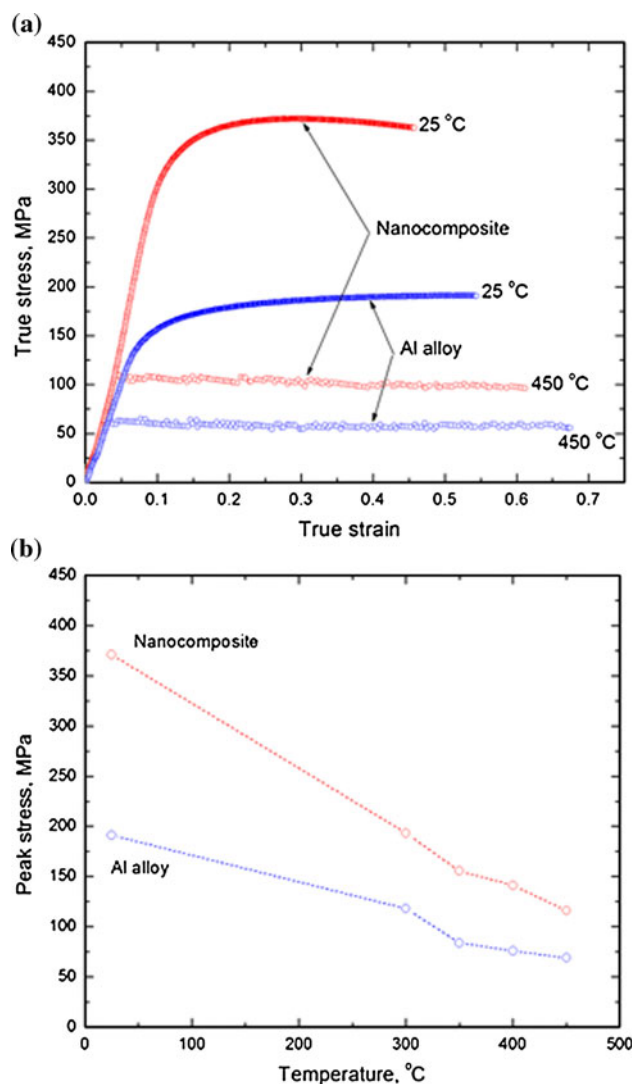 (a)
450
400
350
300
250
200
150
100
50
0
True stress, MPa
25 °C
Nanocomposite
25 °C
Al alloy
450 °C
450 °C
0.0 0.1 0.2 0.3 0.4 0.5 0.6 0.7
True strain
(b)
450
400
350
300
250
200
150
100
50
0
Peak stress, MPa
Nanocomposite
Al alloy
0 100 200 300 400 500
Temperature, °C